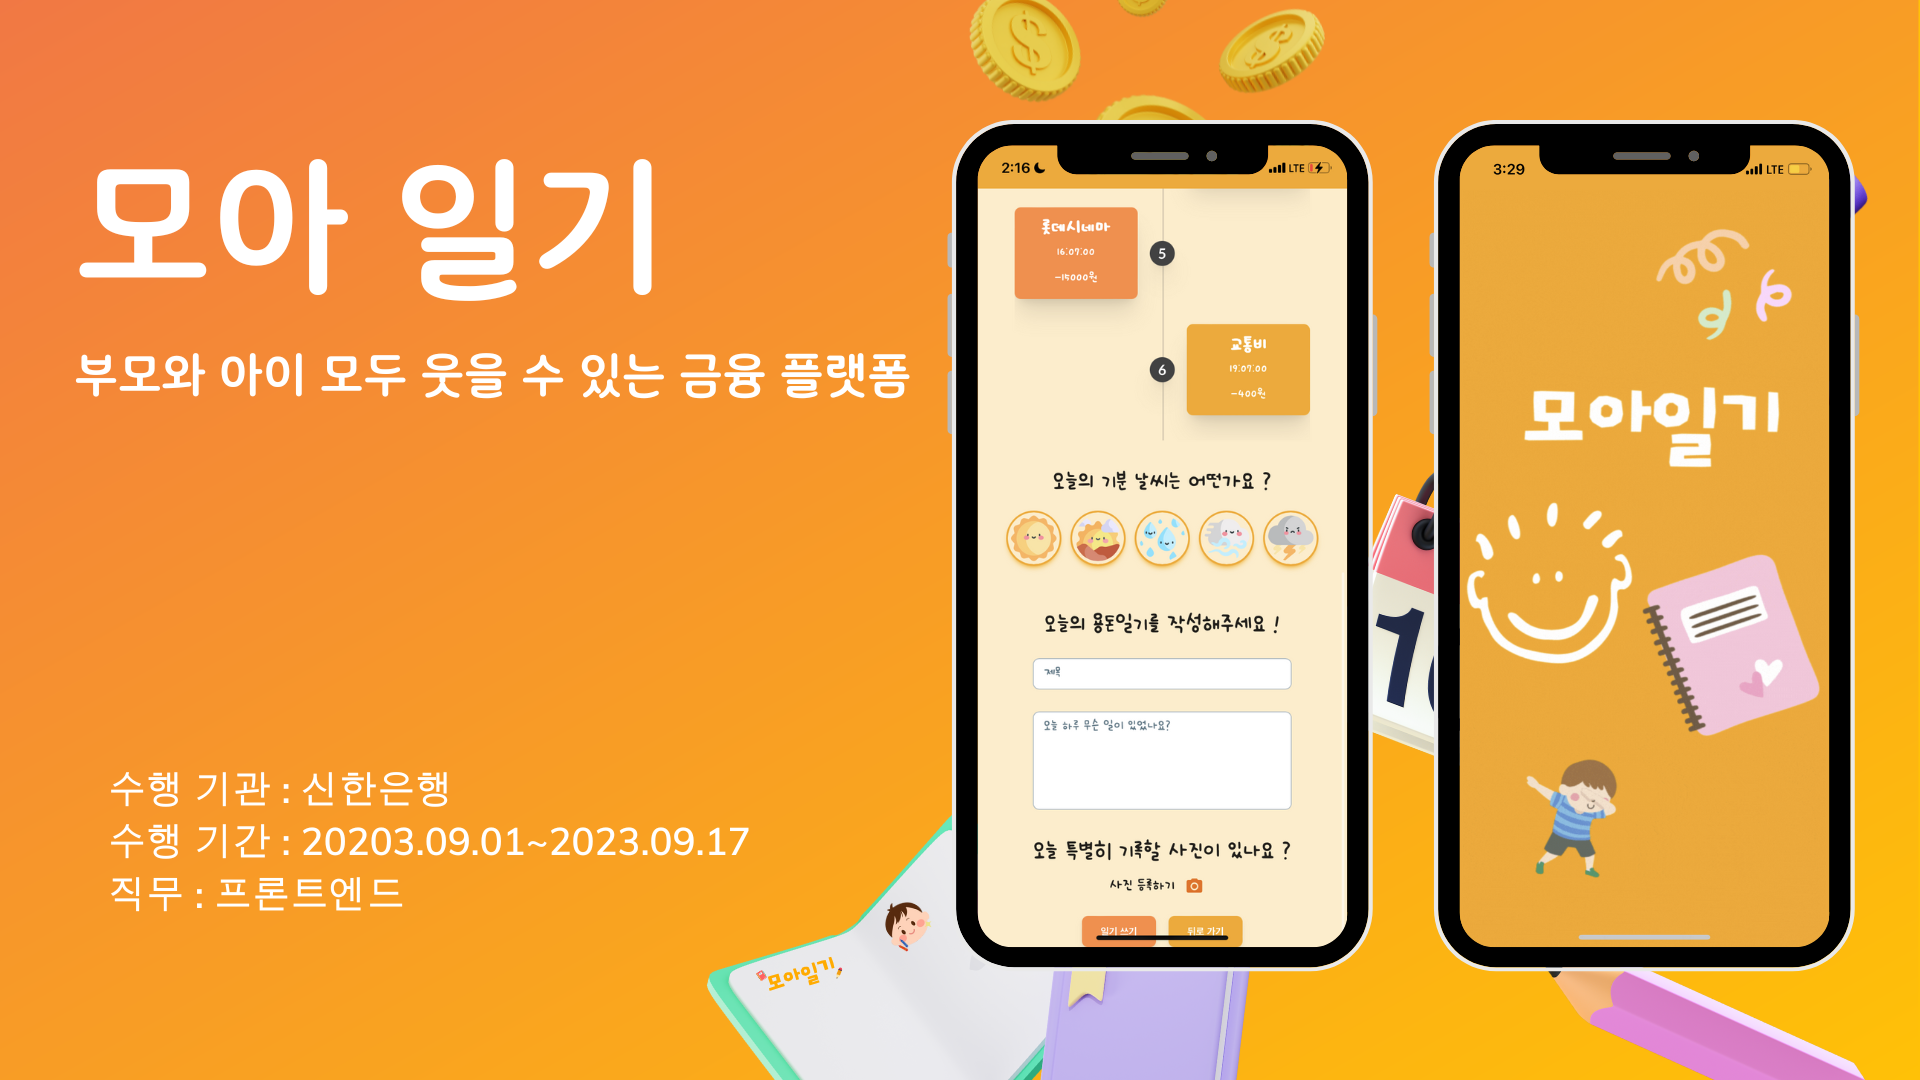 모아 일기
부모와 아이 모두 웃을 수 있는 금융 플랫폼
수행 기관 : 신한은행
수행 기간 : 20203.09.01~2023.09.17
직무 : 프론트엔드
모아일기
2:16
LTE
롯데시네마
16:07:00
-15000원
5
교통비
19:07:00
-400원
6
오늘의 기분 날씨는 어떤가요 ?
오늘의 용돈일기를 작성해주세요 !
제목
오늘 하루 무슨 일이 있었나요?
오늘 특별히 기록할 사진이 있나요 ?
사진 등록하기
일기 쓰기
뒤로 가기
3:29
LTE
모아일기